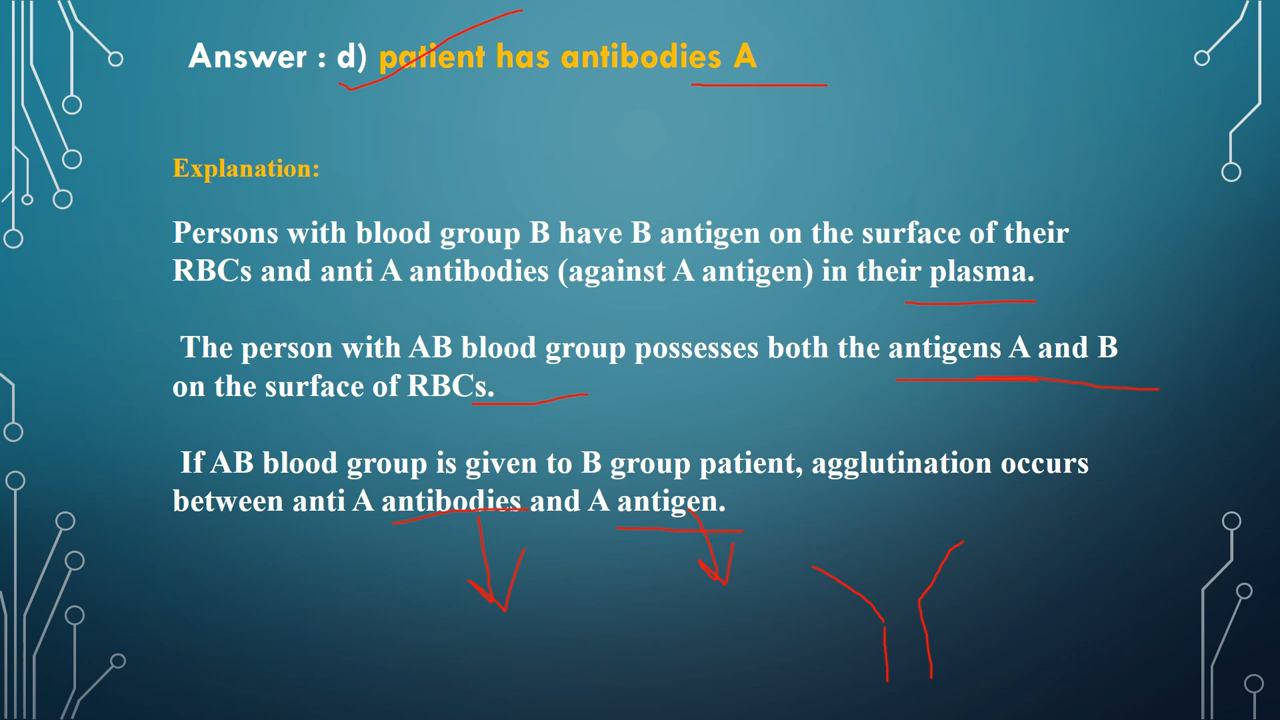 Answer : d) patient has antibodies A
Explanation:
Persons with blood group B have B antigen on the surface of their
RBCs and anti A antibodies (against A antigen) in their plasma.
The person with AB blood group possesses both the antigens A and B
on the surface of RBCs.
If AB blood group is given to B group patient, agglutination occurs
between anti A antibodies and A antigen.